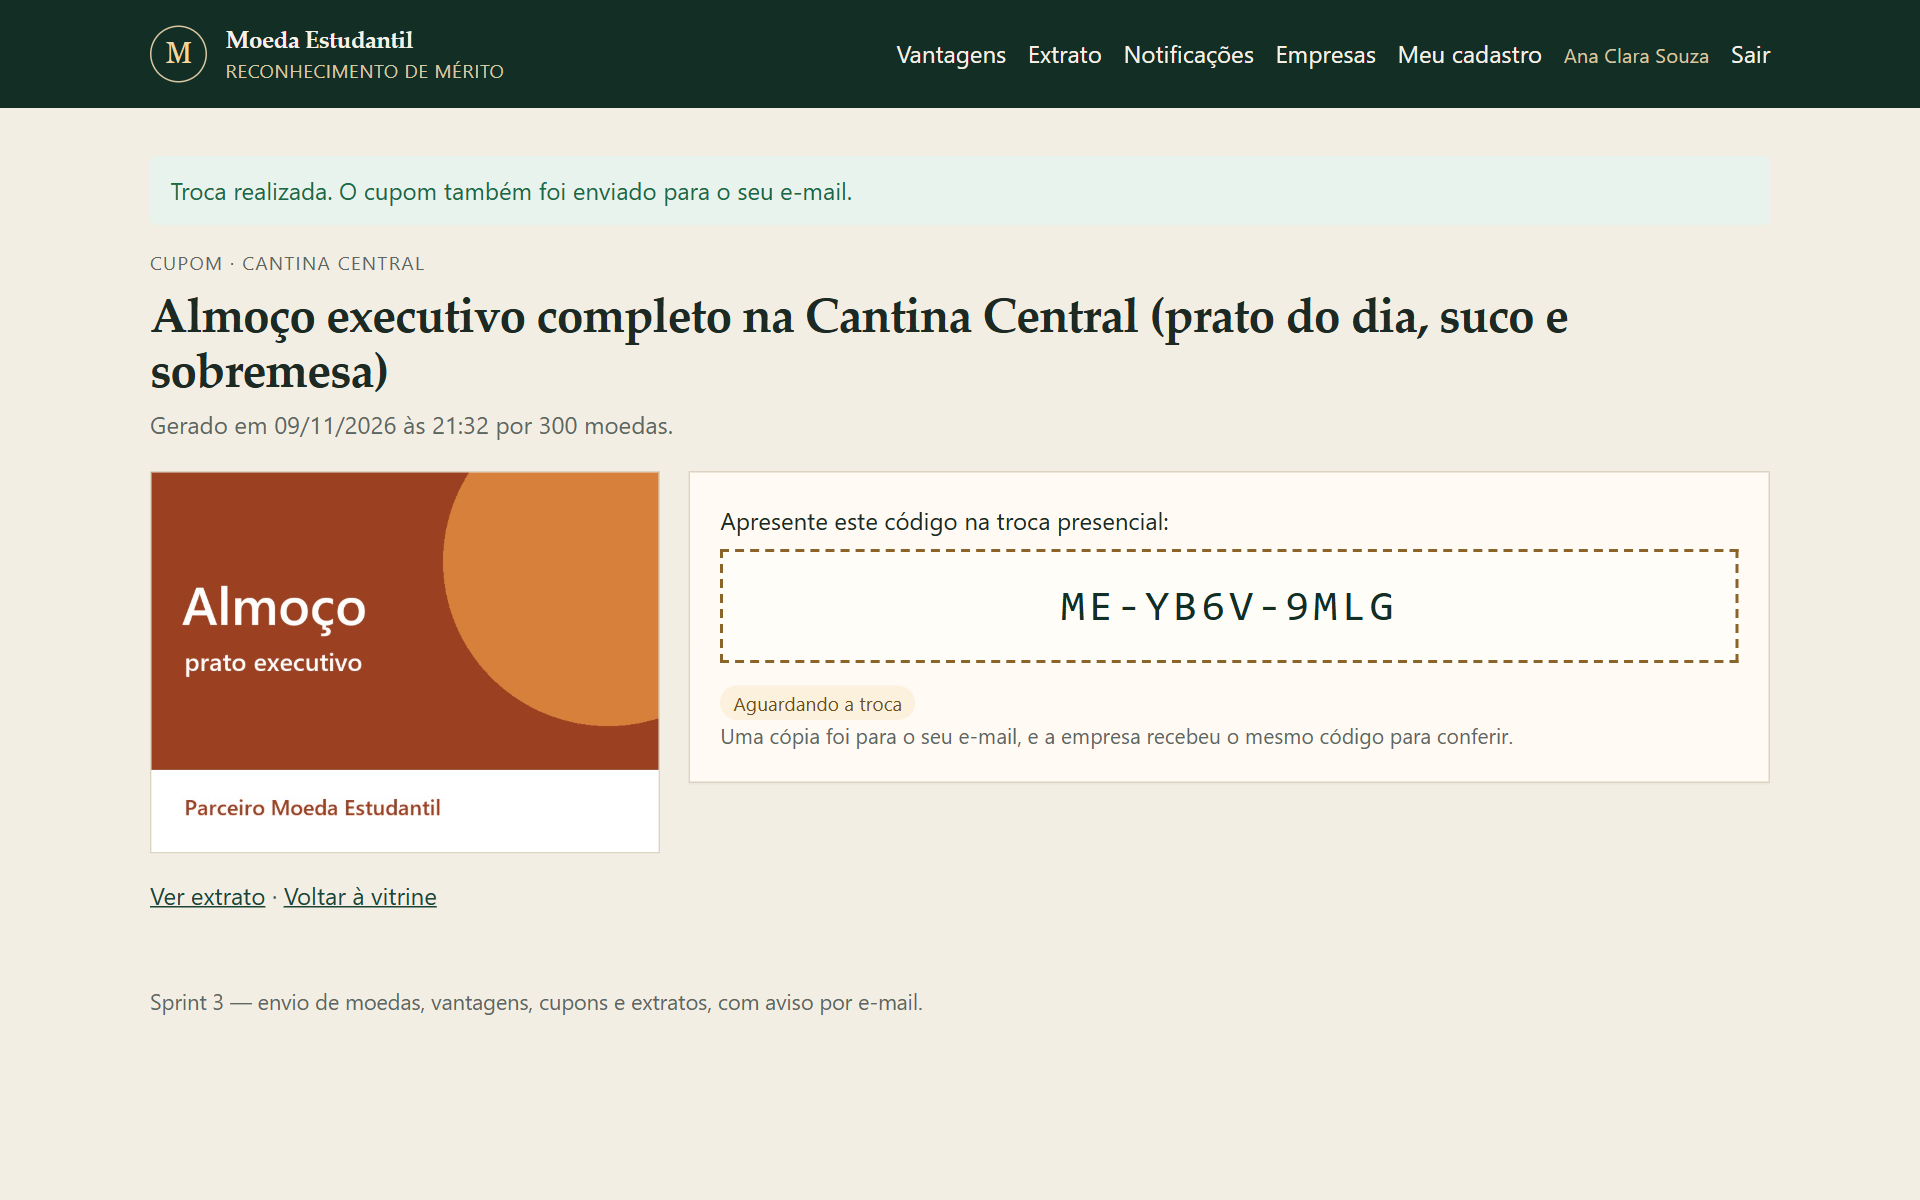 M
Moeda Estudantil
RECONHECIMENTO DE MÉRITO
Vantagens Extrato Notificações Empresas Meu cadastro Ana Clara Souza Sair
Troca realizada. O cupom também foi enviado para o seu e-mail.
CUPOM · CANTINA CENTRAL
Almoço executivo completo na Cantina Central (prato do dia, suco e
sobremesa)
Gerado em 09/11/2026 às 21:32 por 300 moedas.
Almoço
prato executivo
Parceiro Moeda Estudantil
Apresente este código na troca presencial:
ME-YB6V-9MLG
Aguardando a troca
Uma cópia foi para o seu e-mail, e a empresa recebeu o mesmo código para conferir.
Ver extrato · Voltar à vitrine
Sprint 3 — envio de moedas, vantagens, cupons e extratos, com aviso por e-mail.